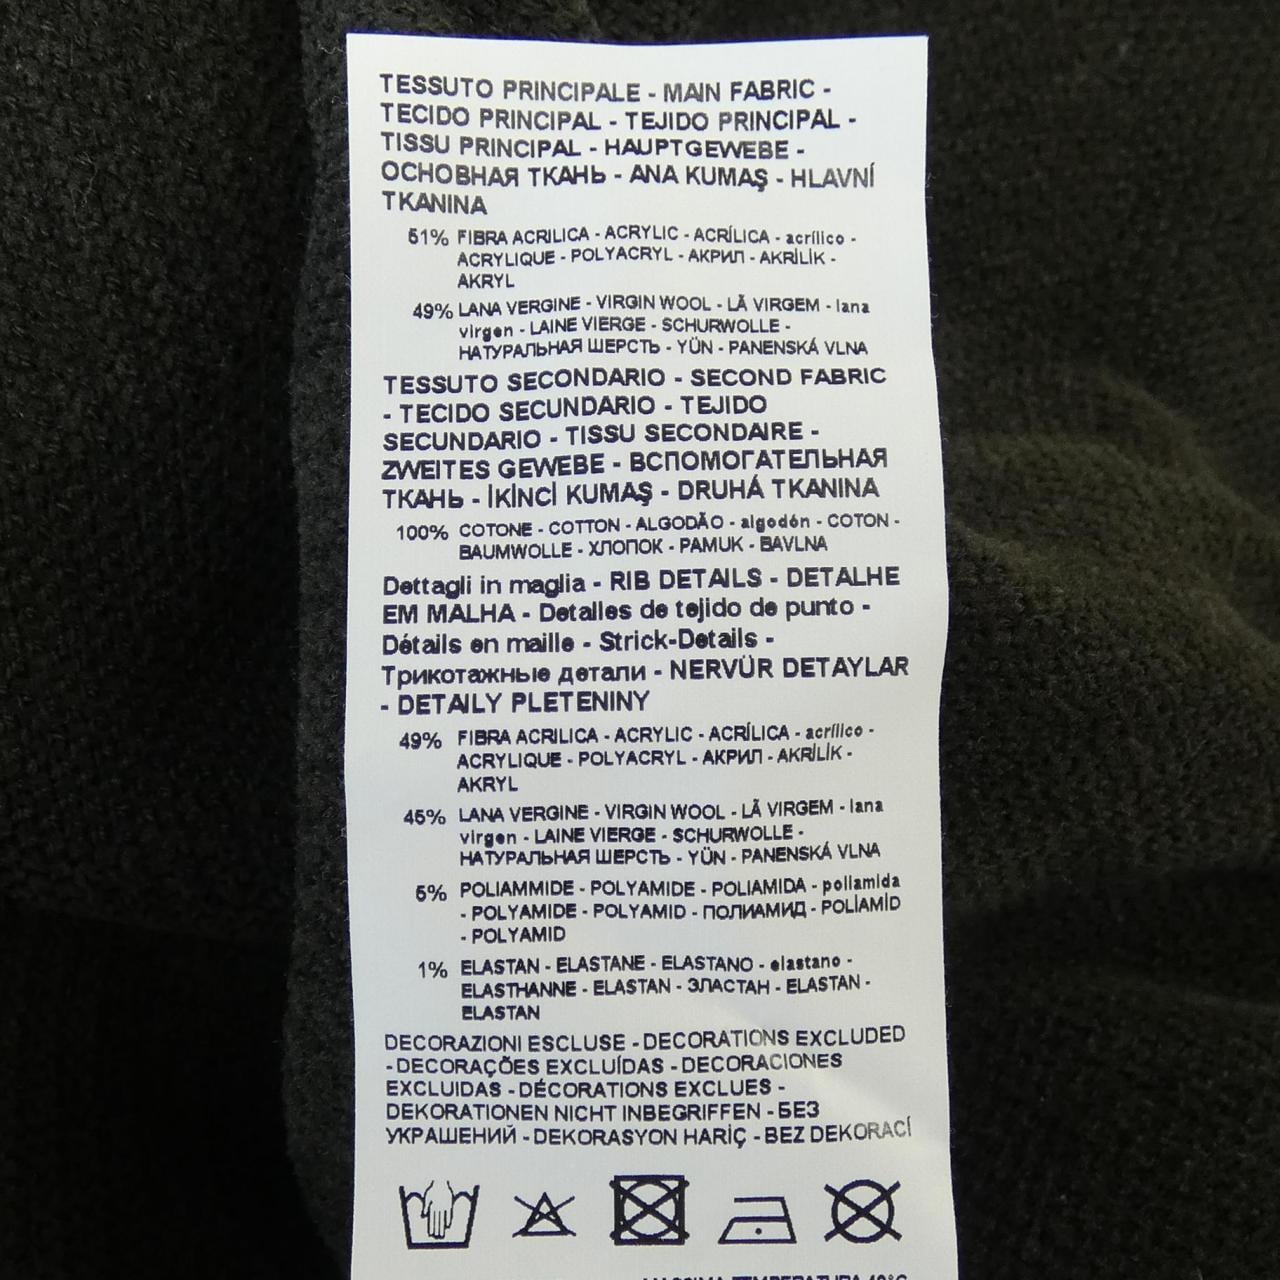 TESSUTO PRINCIPALE - MAIN FABRIC -
TECIDO PRINCIPAL - TEJIDO PRINCIPAL -
TISSU PRINCIPAL - HAUPTGEWEBE -
ОСНОВНАЯ ТКАНЬ - ANA KUMAŞ - HLAVNÍ
TKANINA
51% FIBRA ACRILICA - ACRYLIC - ACRÍLICA - acrílico -
ACRYLIQUE - POLYACRYL - АКРИЛ - AKRİLİK -
AKRYL
49% LANA VERGINE - VIRGIN WOOL - LÃ VIRGEM - lana
virgen - LAINE VIERGE - SCHURWOLLE -
НАТУРАЛЬНАЯ ШЕРСТЬ - YÜN - PANENSKÁ VLNA
TESSUTO SECONDARIO - SECOND FABRIC
- TECIDO SECUNDARIO - TEJIDO
SECUNDARIO - TISSU SECONDAIRE -
ZWEITES GEWEBE - ВСПОМОГАТЕЛЬНАЯ
ТКАНЬ - İKİNCİ KUMAŞ - DRUHÁ TKANINA
100% COTONE - COTTON - ALGODÃO - algodón - COTON -
BAUMWOLLE - ХЛОПОК - PAMUK - BAVLNA
Dettagli in maglia - RIB DETAILS - DETALHE
EM MALHA - Detalles de tejido de punto -
Détails en maille - Strick-Details -
Трикотажные детали - NERVÜR DETAYLAR
- DETAILY PLETENINY
49% FIBRA ACRILICA - ACRYLIC - ACRÍLICA - acrílico -
ACRYLIQUE - POLYACRYL - АКРИЛ - AKRİLİK -
AKRYL
45% LANA VERGINE - VIRGIN WOOL - LÃ VIRGEM - lana
virgen - LAINE VIERGE - SCHURWOLLE -
НАТУРАЛЬНАЯ ШЕРСТЬ - YÜN - PANENSKÁ VLNA
5% POLIAMMIDE - POLYAMIDE - POLIAMIDA - poliamida
- POLYAMIDE - POLYAMID - ПОЛИАМИД - POLİAMİD
- POLYAMID
1% ELASTAN - ELASTANE - ELASTANO - elastano -
ELASTHANNE - ELASTAN - ЭЛАСТАН - ELASTAN -
ELASTAN
DECORAZIONI ESCLUSE - DECORATIONS EXCLUDED
- DECORAÇÕES EXCLUÍDAS - DECORACIONES
EXCLUIDAS - DÉCORATIONS EXCLUES -
DEKORATIONEN NICHT INBEGRIFFEN - БЕЗ
УКРАШЕНИЙ - DEKORASYON HARİÇ - BEZ DEKORACÍ
MASSIMA TEMPERATURA 40°C